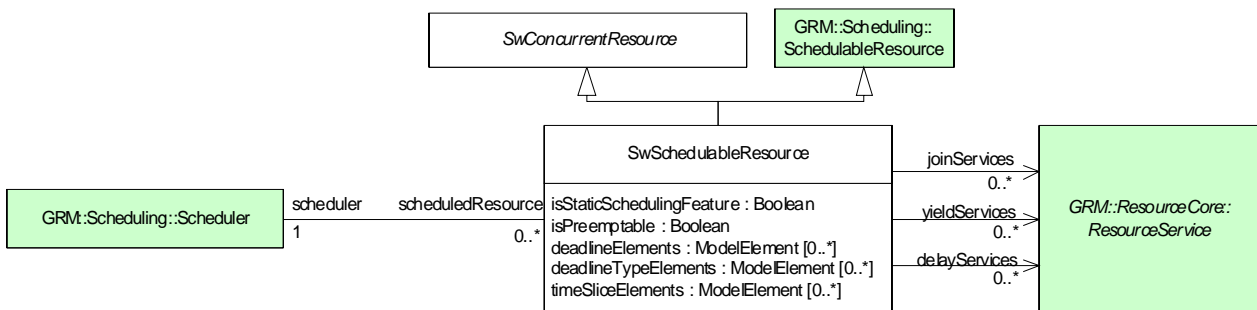 SwConcurrentResource
GRM::Scheduling::
SchedulableResource
SwSchedulableResource
isStaticSchedulingFeature : Boolean
isPreemptable : Boolean
deadlineElements : ModelElement [0..*]
deadlineTypeElements : ModelElement [0..*]
timeSliceElements : ModelElement [0..*]
GRM::Scheduling::Scheduler
scheduler
1
scheduledResource
0..*
joinServices
0..*
yieldServices
0..*
delayServices
0..*
GRM::ResourceCore::
ResourceService